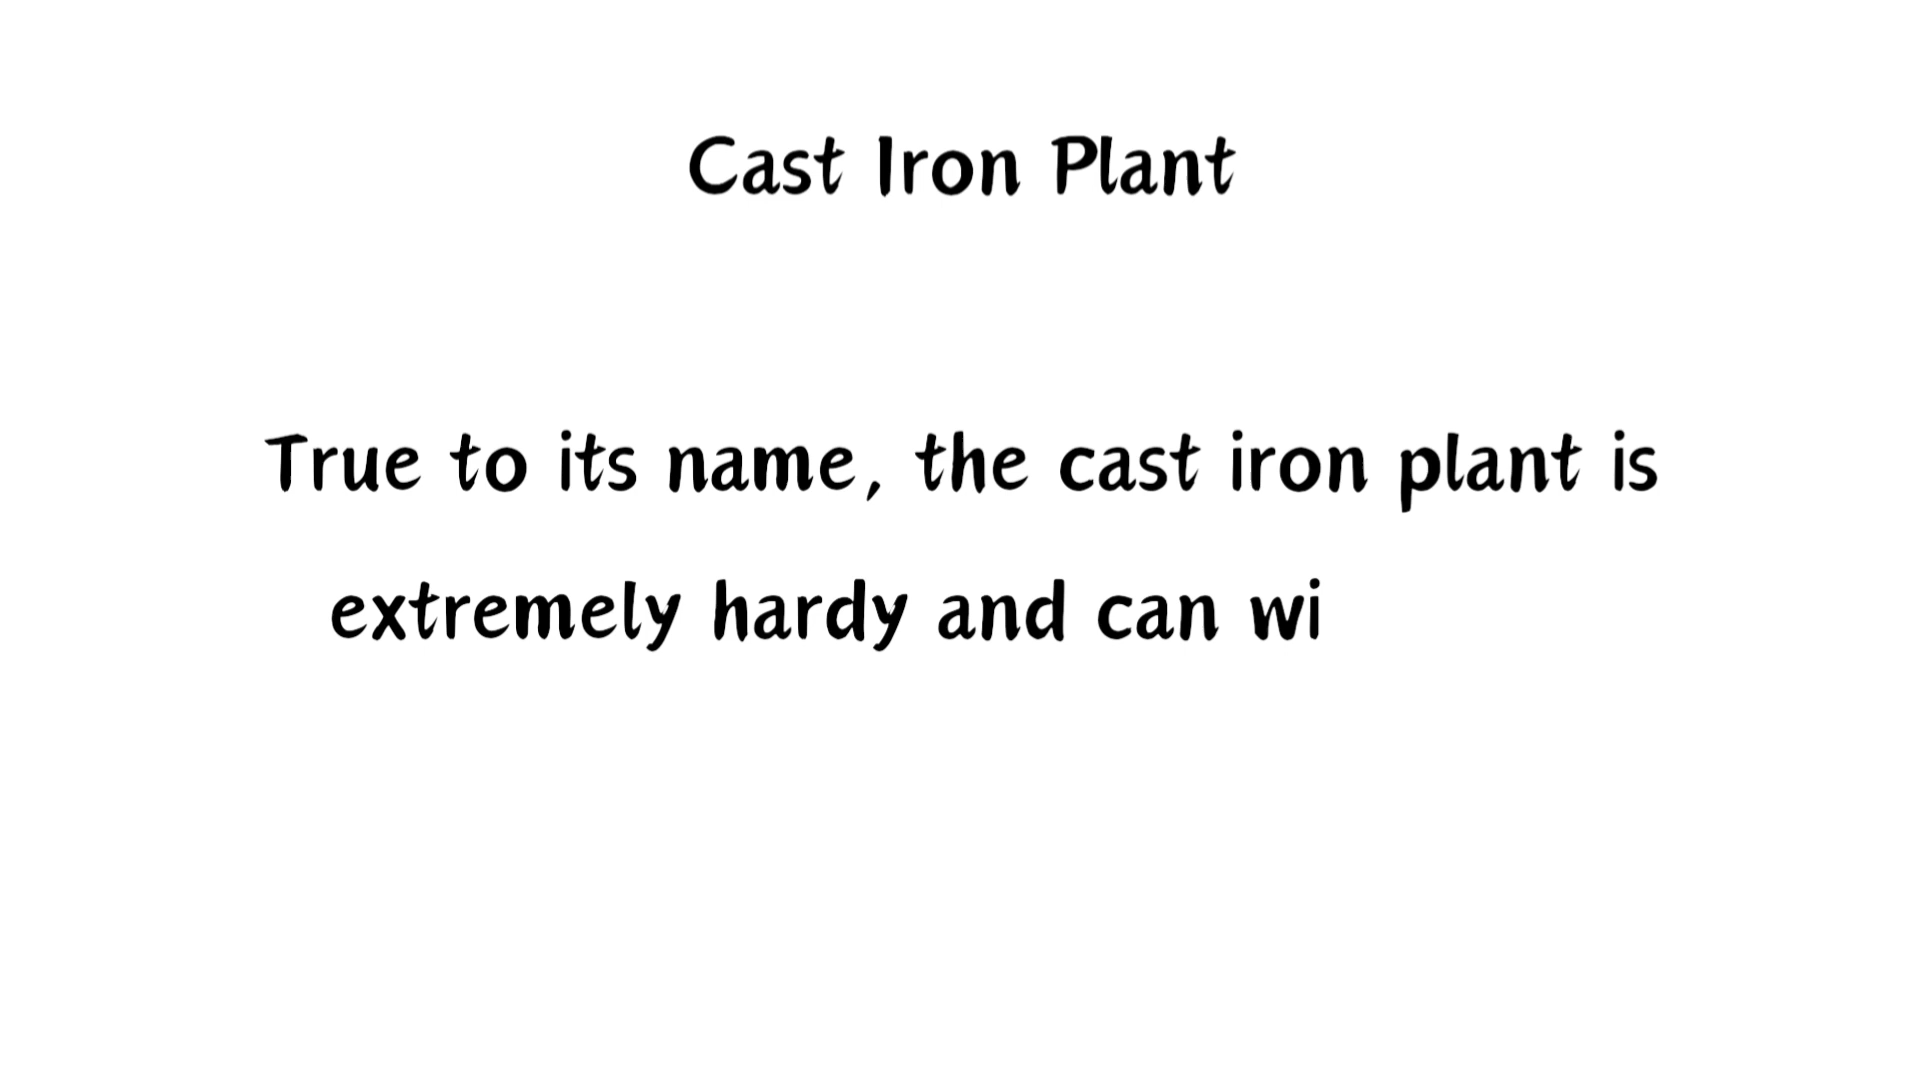 Cast Iron Plant
True to its name, the cast iron plant is
extremely hardy and can wi